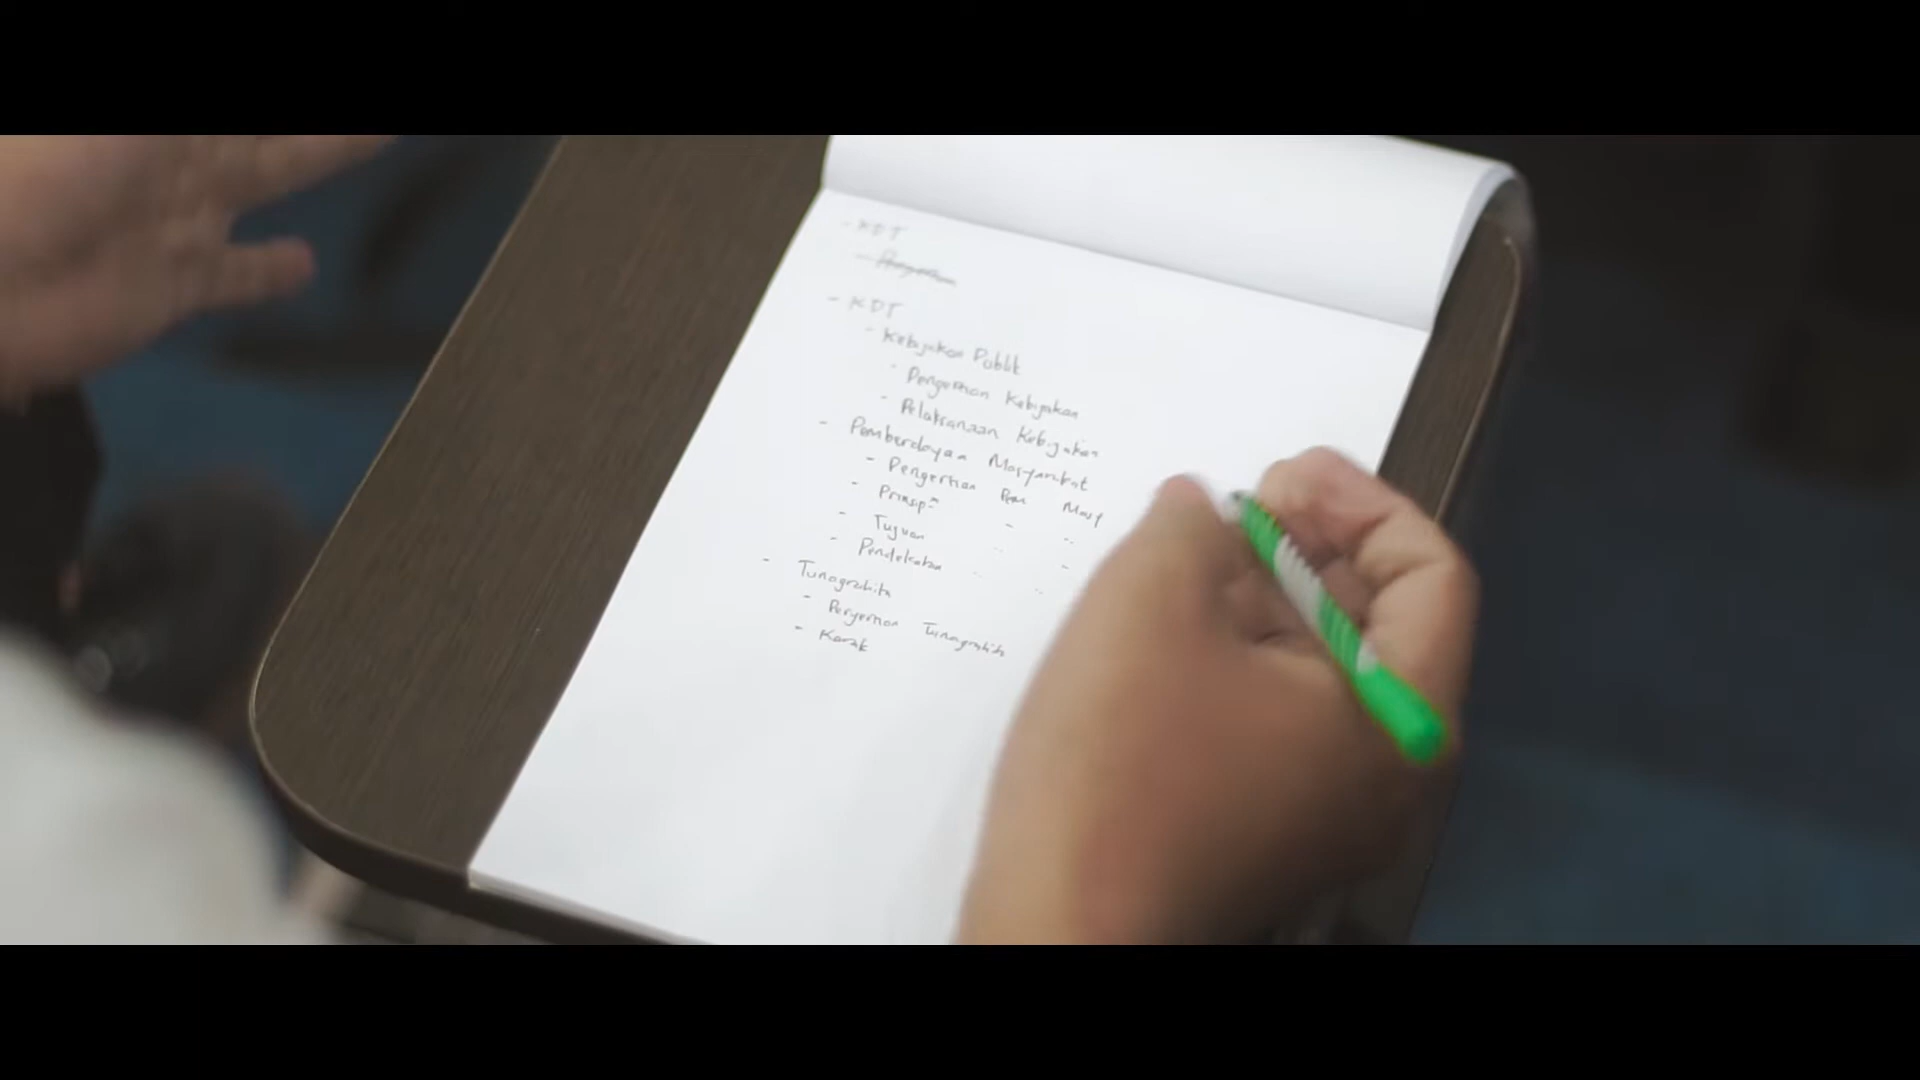 - KDT
- KDT
- Kebijakan Publik
- Pengertian Kebijakan
- Pelaksanaan Kebijakan
- Pemberdayaan Masyarakat
- Pengertian Pem Masy
- Prinsip "
- Tujuan
- Pendekatan
- Tunagrahita
- Pengertian Tunagrahita
- Karak